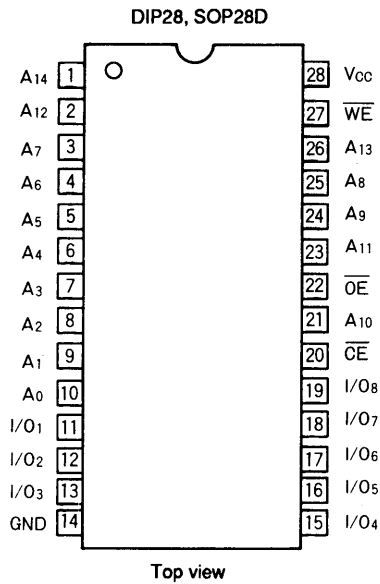 DIP28, SOP28D
A14 1 28 Vcc
A12 2 27 W̅E̅
A7 3 26 A13
A6 4 25 A8
A5 5 24 A9
A4 6 23 A11
A3 7 22 O̅E̅
A2 8 21 A10
A1 9 20 C̅E̅
A0 10 19 I/O8
I/O1 11 18 I/O7
I/O2 12 17 I/O6
I/O3 13 16 I/O5
GND 14 15 I/O4
Top view